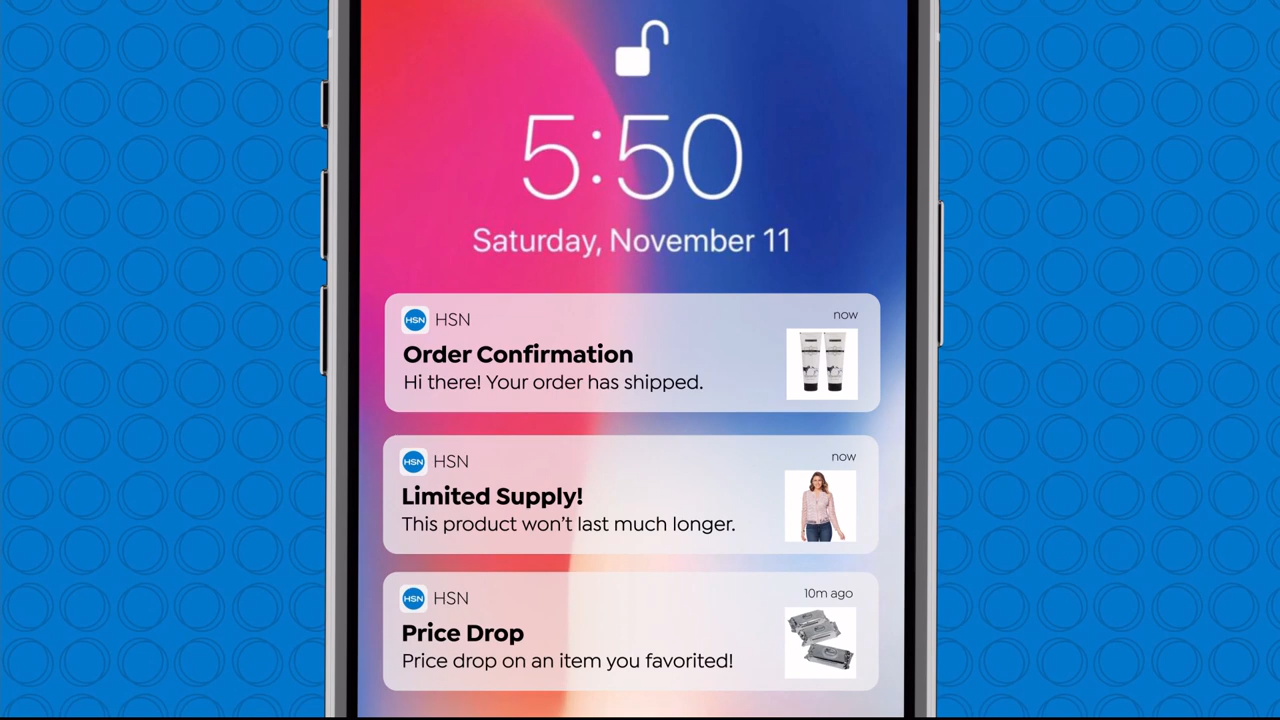 5:50
Saturday, November 11
HSN HSN
now
Order Confirmation
Hi there! Your order has shipped.
HSN HSN
now
Limited Supply!
This product won't last much longer.
HSN HSN
10m ago
Price Drop
Price drop on an item you favorited!